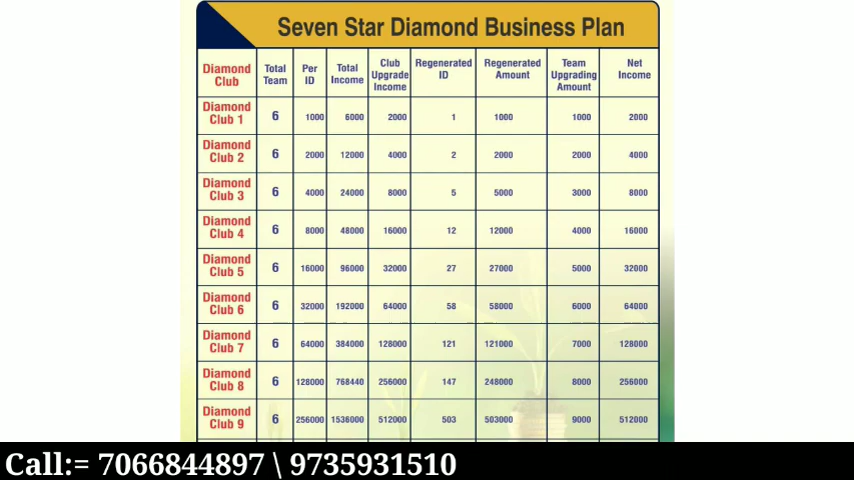 Seven Star Diamond Business Plan
Diamond Club Total Team Per ID Total Income Club Upgrade Income Regenerated ID Regenerated Amount Team Upgrading Amount Net Income
Diamond Club 1 6 1000 6000 2000 1 1000 1000 2000
Diamond Club 2 6 2000 12000 4000 2 2000 2000 4000
Diamond Club 3 6 4000 24000 8000 5 5000 3000 8000
Diamond Club 4 6 8000 48000 16000 12 12000 4000 16000
Diamond Club 5 6 16000 96000 32000 27 27000 5000 32000
Diamond Club 6 6 32000 192000 64000 58 58000 6000 64000
Diamond Club 7 6 64000 384000 128000 121 121000 7000 128000
Diamond Club 8 6 128000 768440 256000 147 248000 8000 256000
Diamond Club 9 6 256000 1536000 512000 503 503000 9000 512000
Call:= 7066844897 \ 9735931510